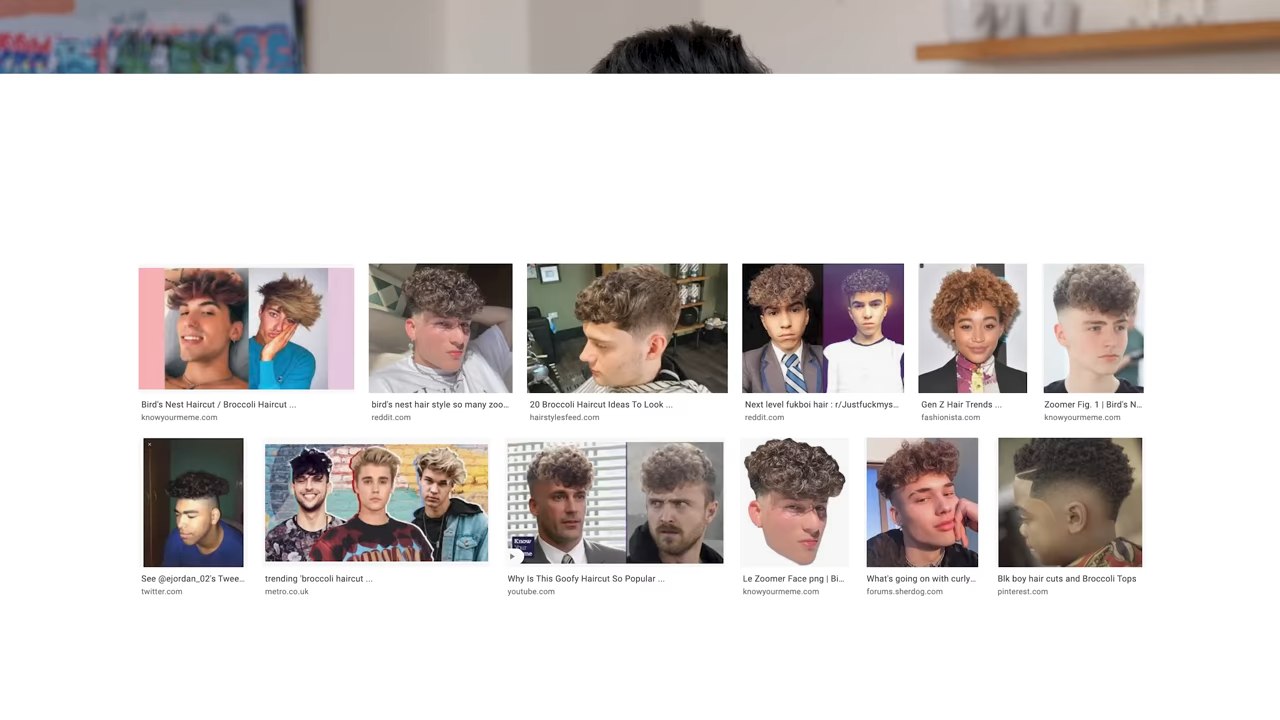 Bird's Nest Haircut / Broccoli Haircut ...
knowyourmeme.com
bird's nest hair style so many zoo...
reddit.com
20 Broccoli Haircut Ideas To Look ...
hairstylesfeed.com
Next level fukboi hair : r/Justfuckmys...
reddit.com
Gen Z Hair Trends ...
fashionista.com
Zoomer Fig. 1 | Bird's N...
knowyourmeme.com
See @ejordan_02's Twee...
twitter.com
trending 'broccoli haircut ...
metro.co.uk
Know
Your
Meme
Why Is This Goofy Haircut So Popular ...
youtube.com
Le Zoomer Face png | Bi...
knowyourmeme.com
What's going on with curly...
forums.sherdog.com
Blk boy hair cuts and Broccoli Tops
pinterest.com